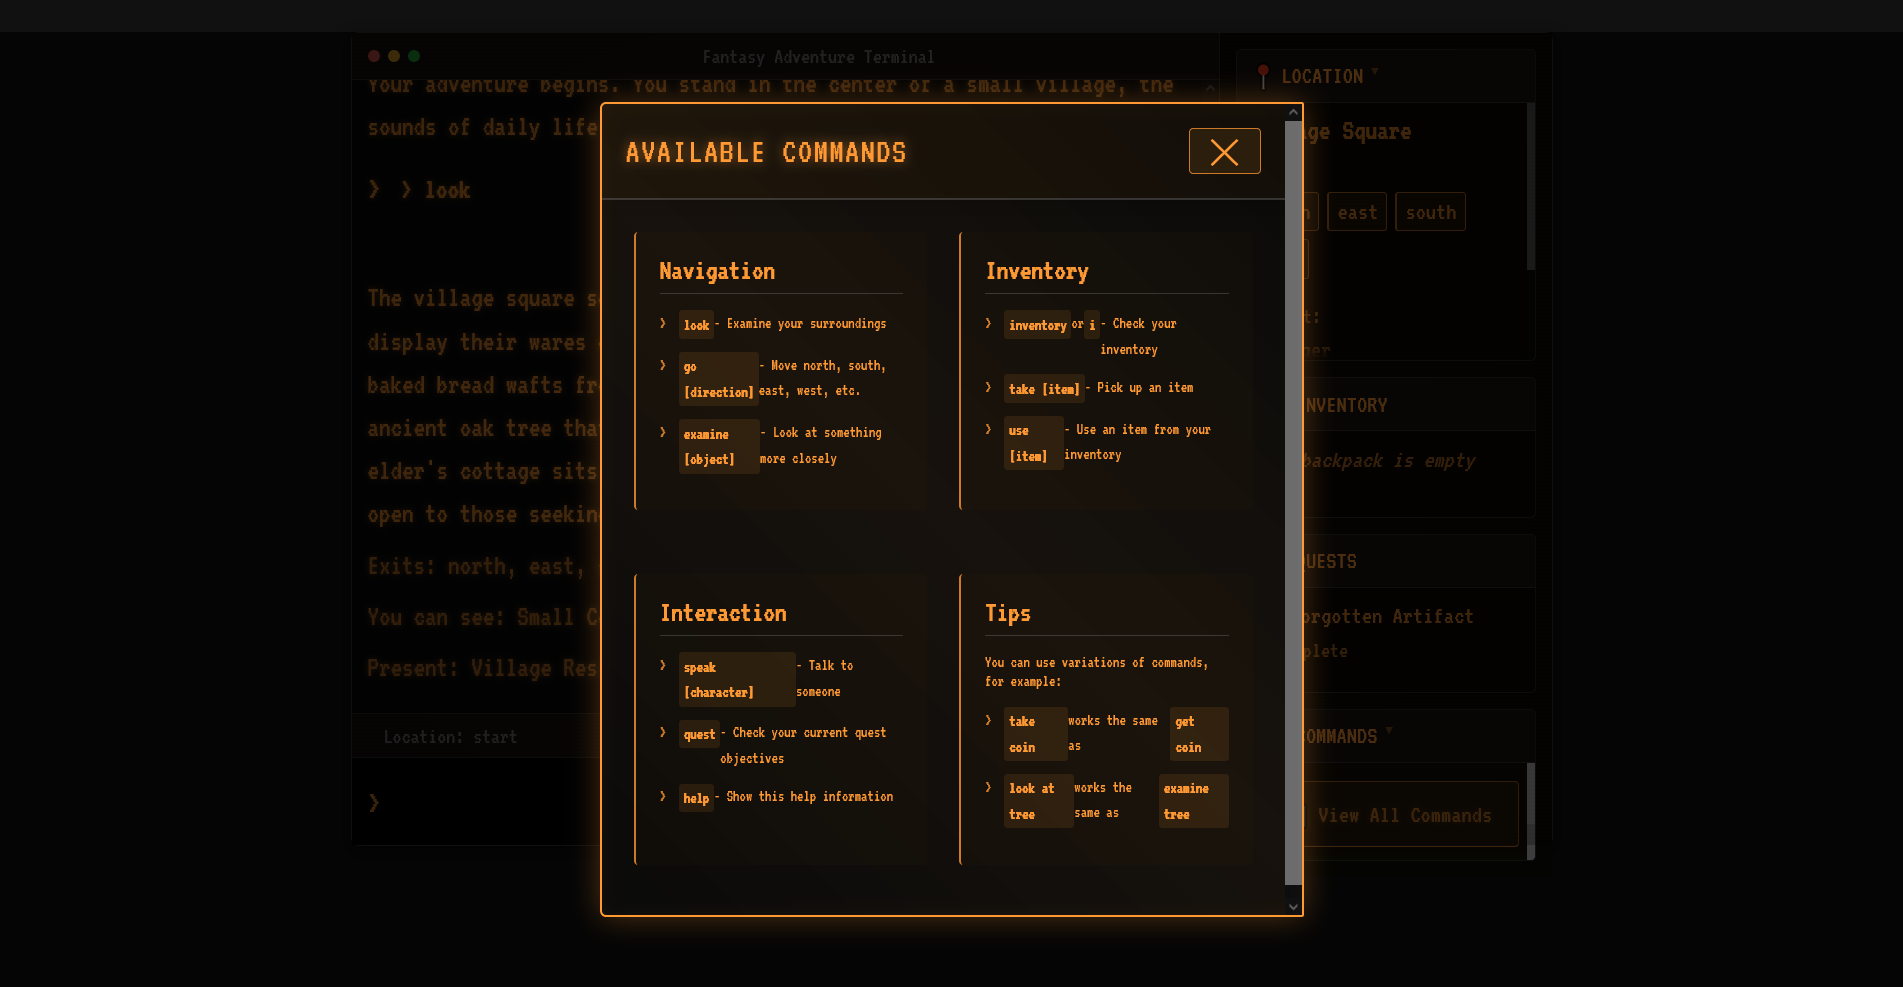 Fantasy Adventure Terminal
Your adventure begins. You stand in the center of a small village, the
sounds of daily life
❯ ❯ look
The village square s
display their wares
baked bread wafts fr
ancient oak tree tha
elder's cottage sits
open to those seekin
Exits: north, east,
You can see: Small C
Present: Village Res
Location: start
❯
AVAILABLE COMMANDS
Navigation
❯ look - Examine your surroundings
❯ go - Move north, south,
[direction] east, west, etc.
❯ examine - Look at something
[object] more closely
Inventory
❯ inventory or i - Check your
inventory
❯ take [item] - Pick up an item
❯ use - Use an item from your
[item] inventory
Interaction
❯ speak - Talk to
[character] someone
❯ quest - Check your current quest
objectives
❯ help - Show this help information
Tips
You can use variations of commands,
for example:
❯ take works the same get
coin as coin
❯ look at works the examine
tree same as tree
LOCATION ▼
ge Square
east south
t:
ger
NVENTORY
backpack is empty
UESTS
orgotten Artifact
plete
OMMANDS ▼
View All Commands